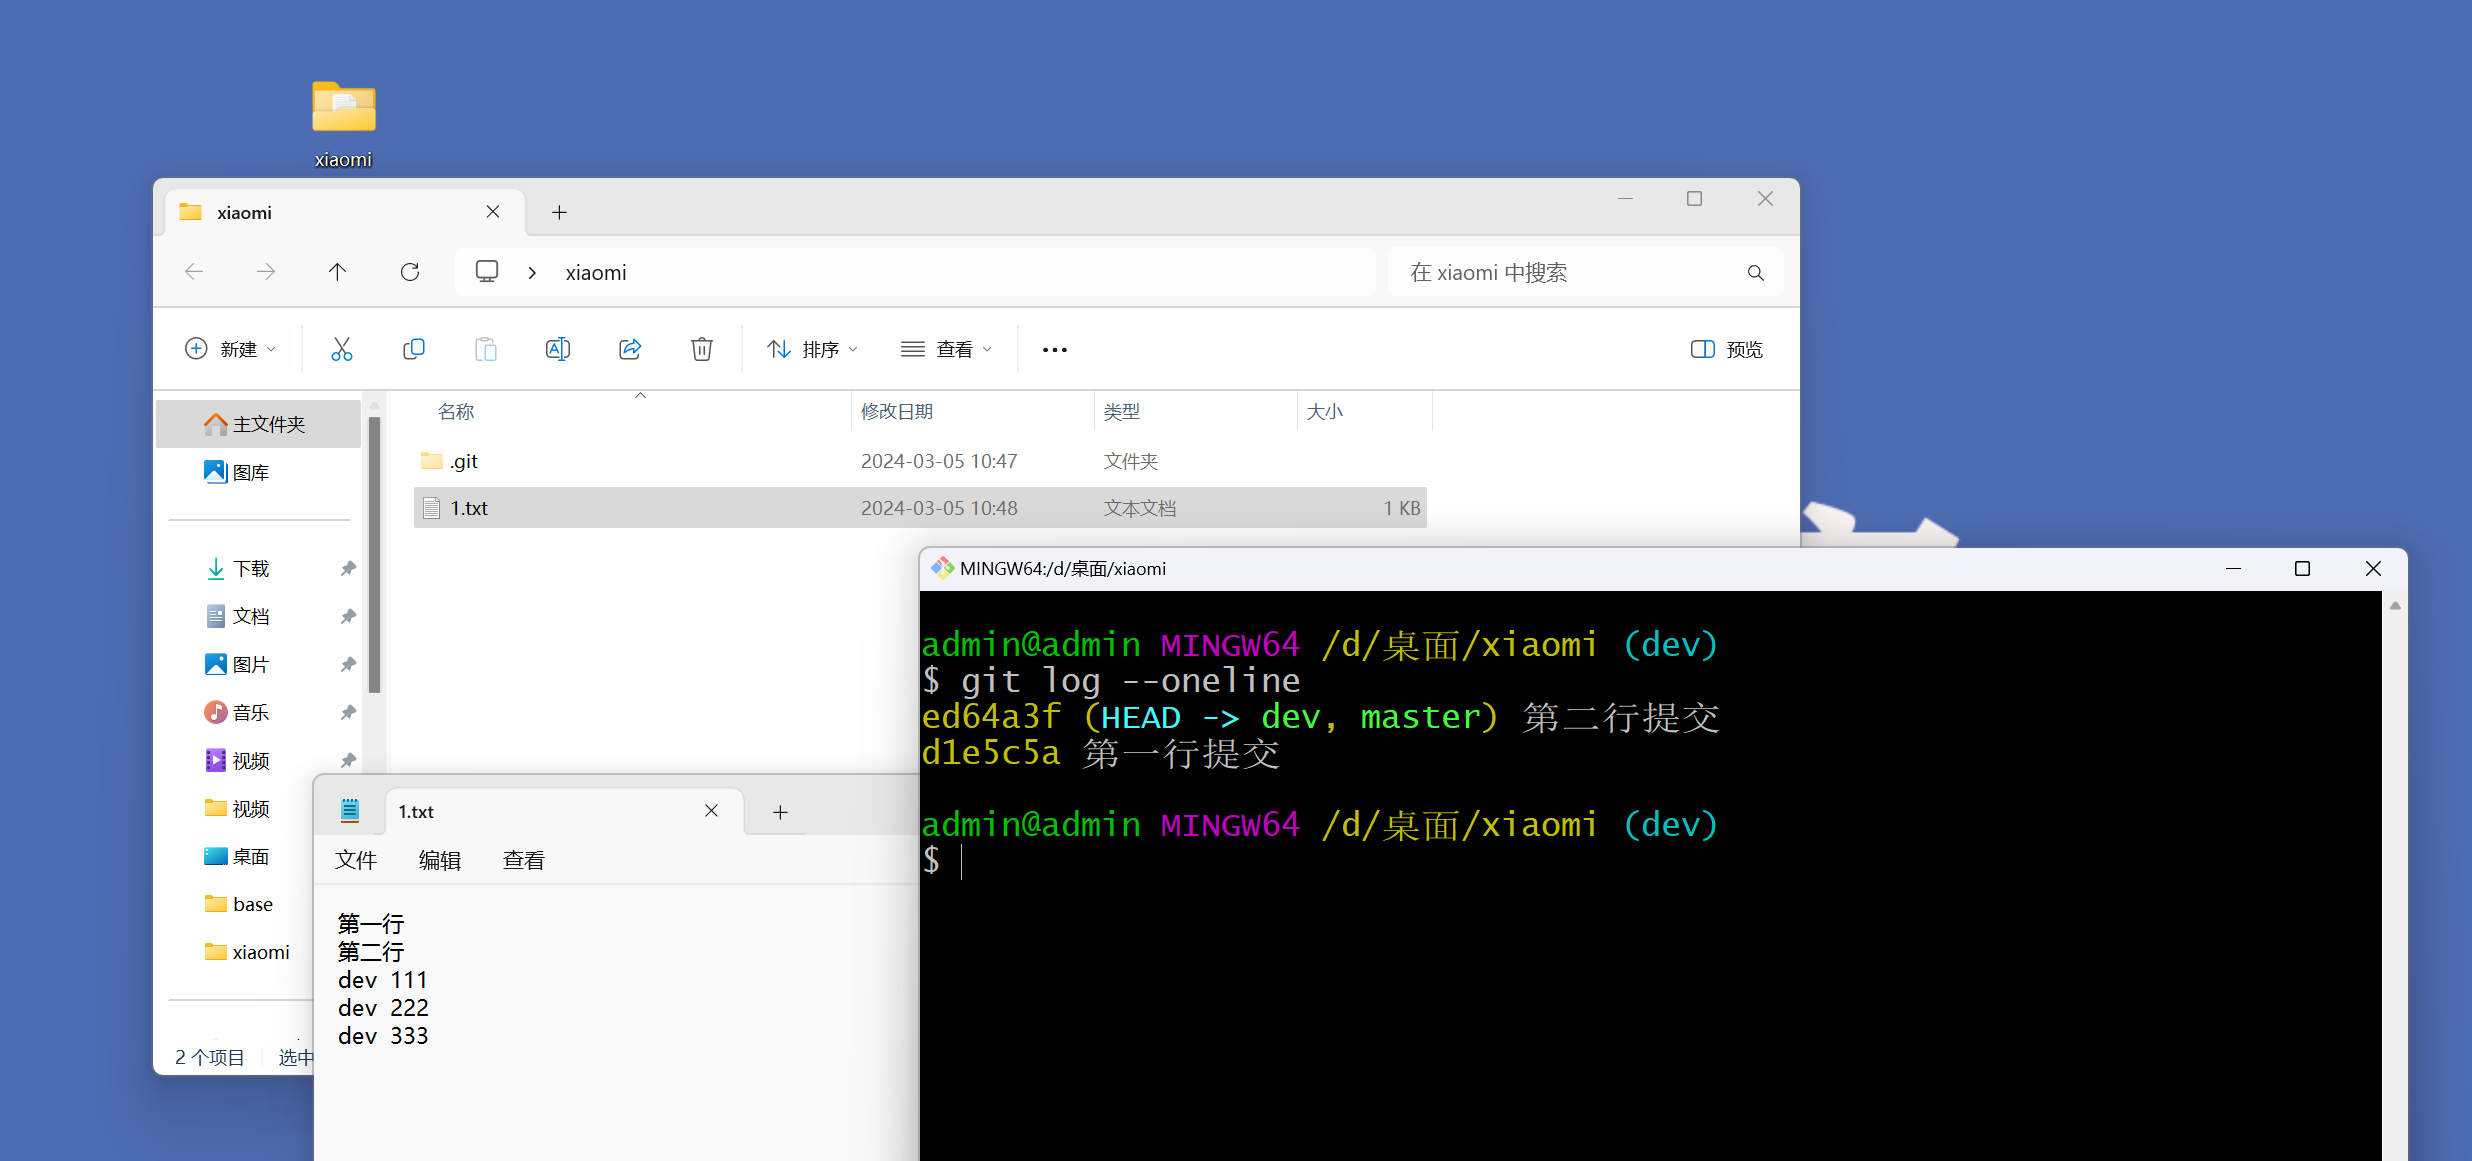 xiaomi
xiaomi
xiaomi
在 xiaomi 中搜索
新建
排序
查看
预览
主文件夹
图库
下载
文档
图片
音乐
视频
视频
桌面
base
xiaomi
2 个项目
选中
名称
修改日期
类型
大小
.git
2024-03-05 10:47
文件夹
1.txt
2024-03-05 10:48
文本文档
1 KB
1.txt
文件
编辑
查看
第一行
第二行
dev 111
dev 222
dev 333
MINGW64:/d/桌面/xiaomi
admin@admin MINGW64 /d/桌面/xiaomi (dev)
$ git log --oneline
ed64a3f (HEAD -> dev, master) 第二行提交
d1e5c5a 第一行提交
admin@admin MINGW64 /d/桌面/xiaomi (dev)
$